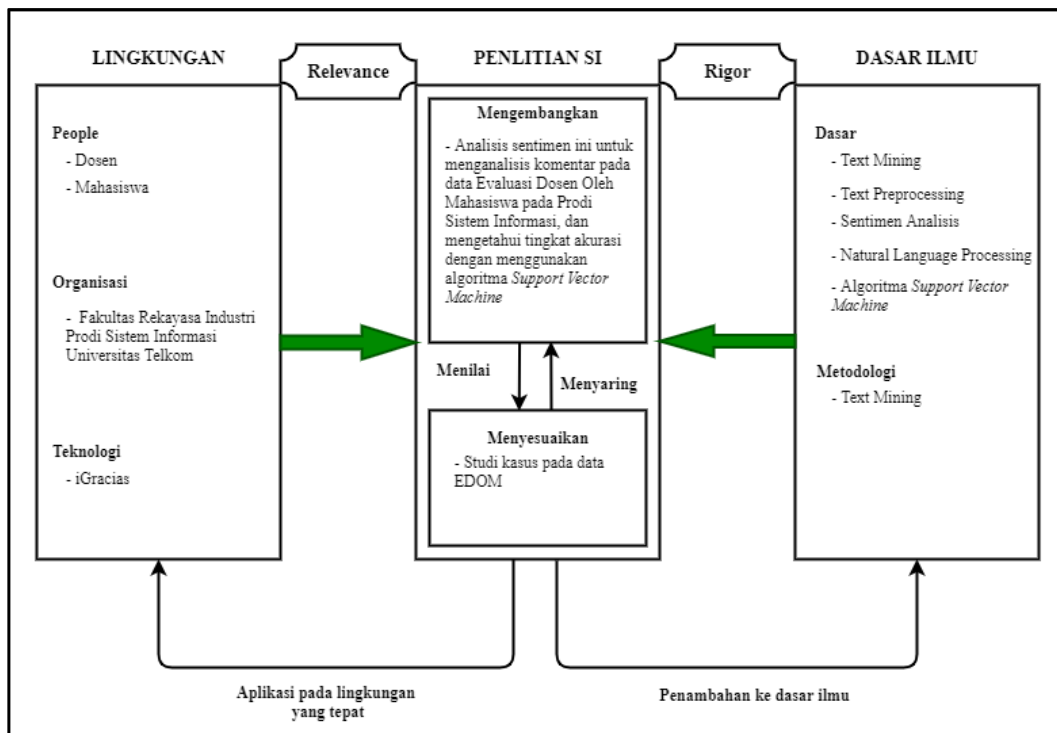 LINGKUNGAN
Relevance
PENLITIAN SI
Rigor
DASAR ILMU
People
- Dosen
- Mahasiswa
Organisasi
- Fakultas Rekayasa Industri
Prodi Sistem Informasi
Universitas Telkom
Teknologi
- iGracias
Mengembangkan
- Analisis sentimen ini untuk
menganalisis komentar pada
data Evaluasi Dosen Oleh
Mahasiswa pada Prodi
Sistem Informasi, dan
mengetahui tingkat akurasi
dengan menggunakan
algoritma Support Vector
Machine
Menilai
Menyaring
Menyesuaikan
- Studi kasus pada data
EDOM
Dasar
- Text Mining
- Text Preprocessing
- Sentimen Analisis
- Natural Language Processing
- Algoritma Support Vector
Machine
Metodologi
- Text Mining
Aplikasi pada lingkungan
yang tepat
Penambahan ke dasar ilmu